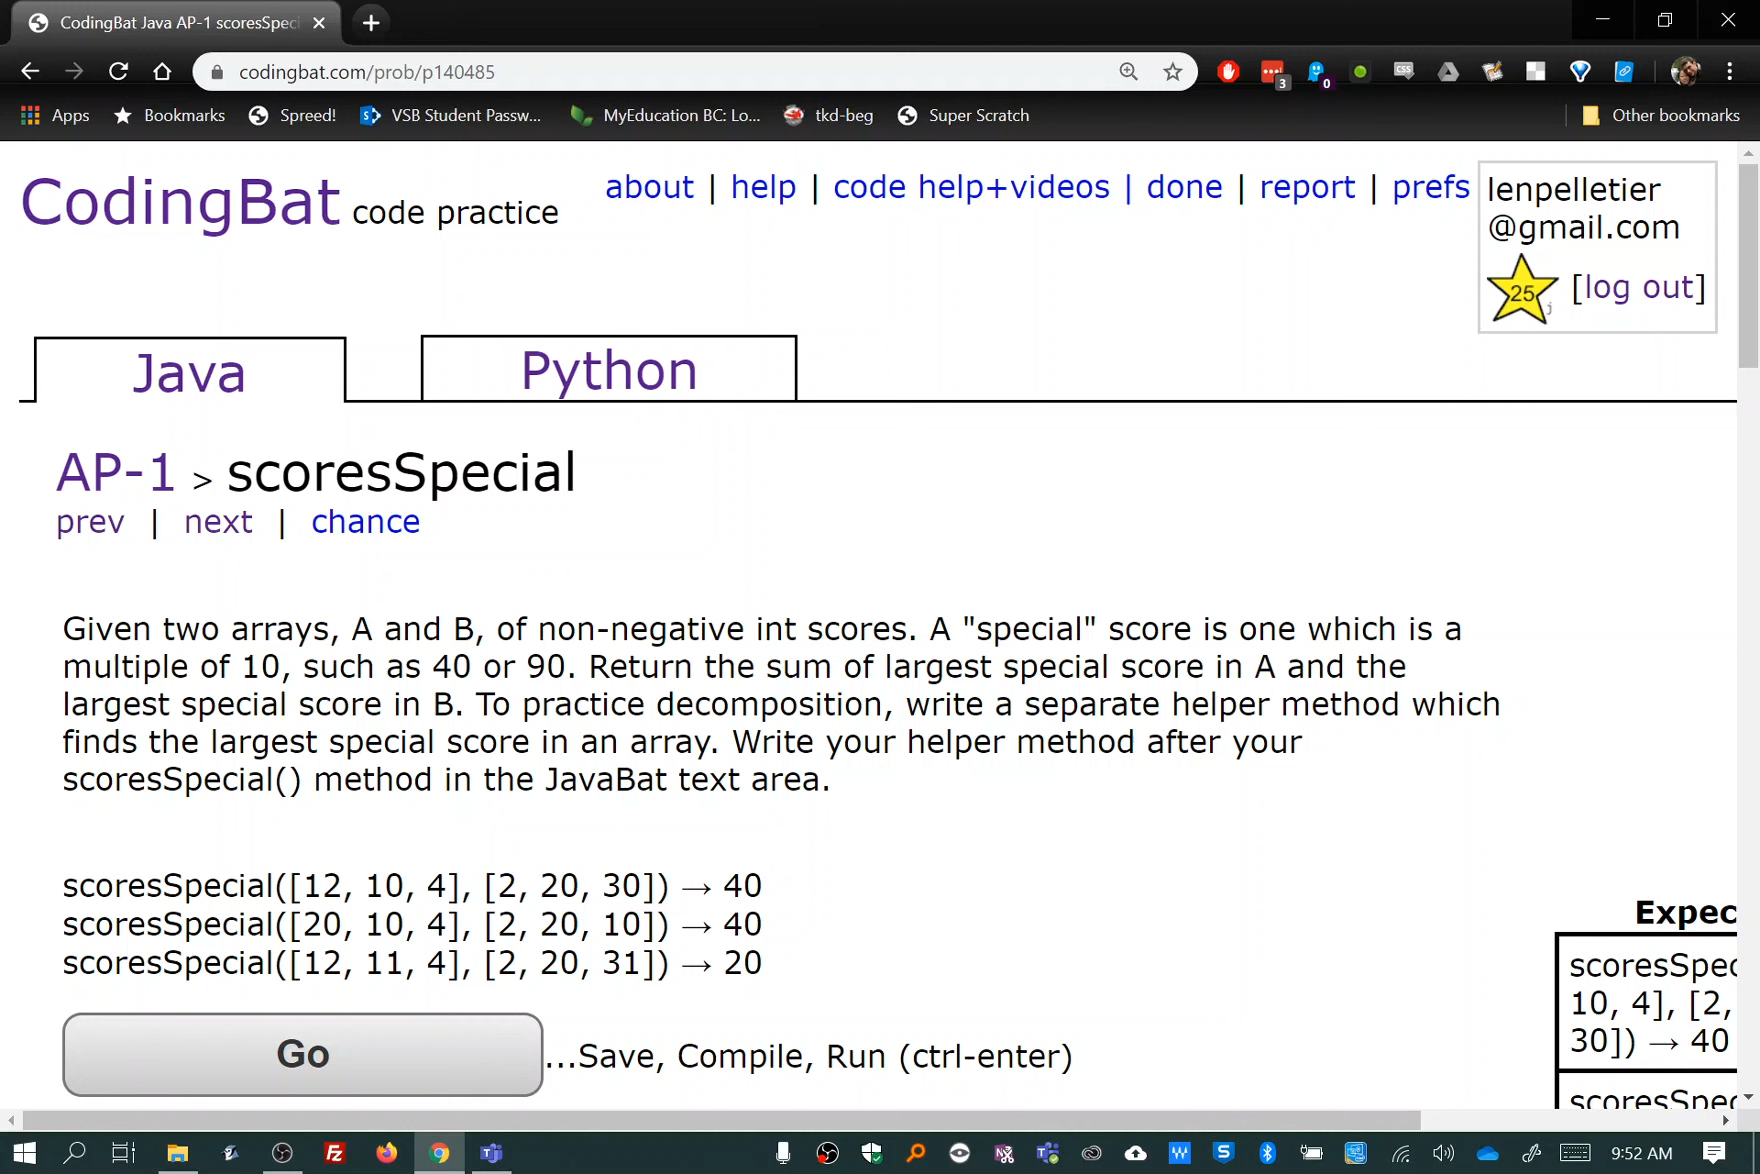 CodingBat Java AP-1 scoresSpeci
codingbat.com/prob/p140485
3
0
Apps
Bookmarks
Spreed!
VSB Student Passw...
MyEducation BC: Lo...
tkd-beg
Super Scratch
Other bookmarks
CodingBat code practice
about | help | code help+videos | done | report | prefs
lenpelletier
@gmail.com
25 j
[log out]
Java
Python
AP-1 > scoresSpecial
prev | next | chance
Given two arrays, A and B, of non-negative int scores. A "special" score is one which is a
multiple of 10, such as 40 or 90. Return the sum of largest special score in A and the
largest special score in B. To practice decomposition, write a separate helper method which
finds the largest special score in an array. Write your helper method after your
scoresSpecial() method in the JavaBat text area.
scoresSpecial([12, 10, 4], [2, 20, 30]) → 40
scoresSpecial([20, 10, 4], [2, 20, 10]) → 40
scoresSpecial([12, 11, 4], [2, 20, 31]) → 20
Go
...Save, Compile, Run (ctrl-enter)
Expec
scoresSpec
10, 4], [2,
30]) → 40
scoresSpec
9:52 AM